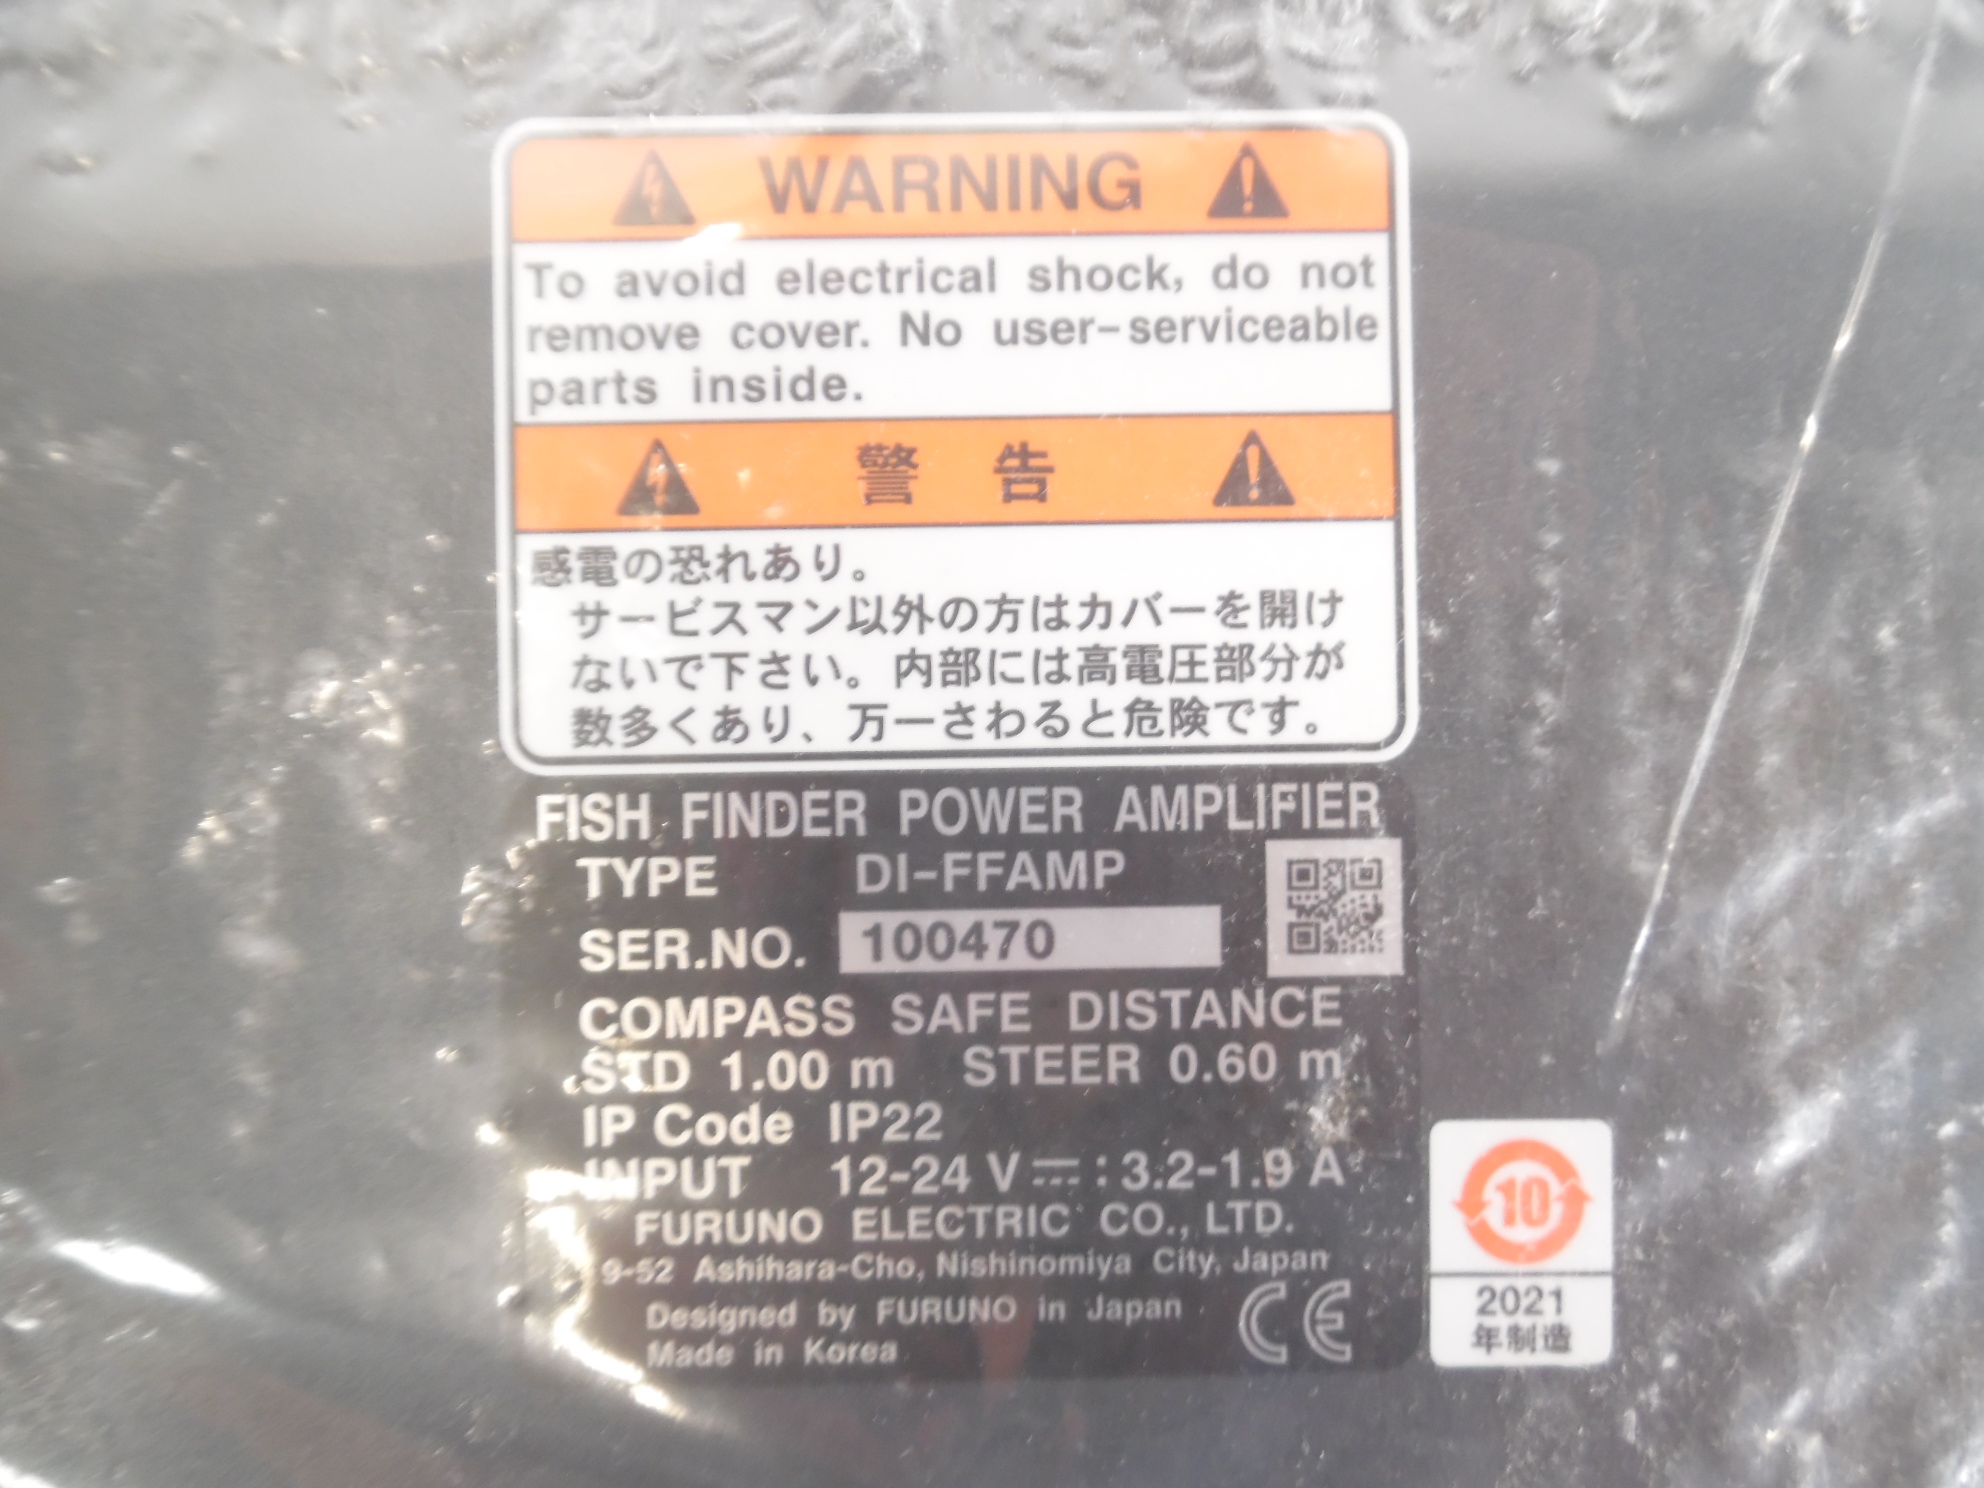 WARNING
To avoid electrical shock, do not
remove cover. No user-serviceable
parts inside.
警 告
感電の恐れあり。
サービスマン以外の方はカバーを開け
ないで下さい。内部には高電圧部分が
数多くあり、万一さわると危険です。
FISH FINDER POWER AMPLIFIER
TYPE DI-FFAMP
SER.NO. 100470
COMPASS SAFE DISTANCE
STD 1.00 m STEER 0.60 m
IP Code IP22
INPUT 12-24 V ⎓ : 3.2-1.9 A
FURUNO ELECTRIC CO., LTD.
9-52 Ashihara-Cho, Nishinomiya City, Japan
Designed by FURUNO in Japan
Made in Korea
CE
10
2021
年制造